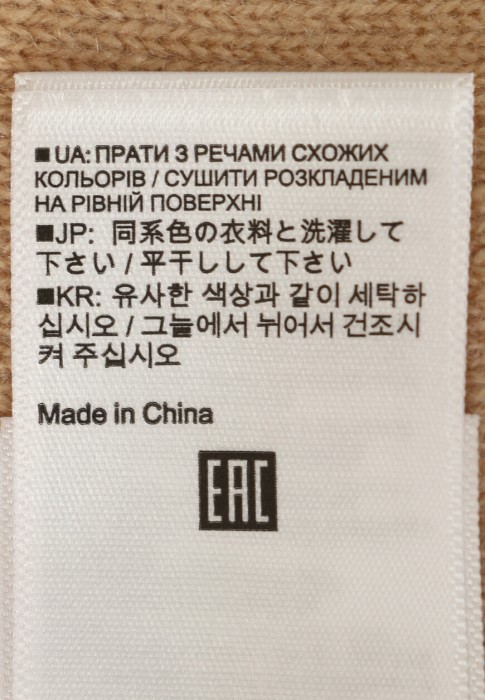 ■ UA: ПРАТИ З РЕЧАМИ СХОЖИХ
КОЛЬОРІВ / СУШИТИ РОЗКЛАДЕНИМ
НА РІВНІЙ ПОВЕРХНІ
■JP: 同系色の衣料と洗濯して
下さい / 平干しして下さい
■KR: 유사한 색상과 같이 세탁하
십시오 / 그늘에서 뉘어서 건조시
켜 주십시오
Made in China
EAC